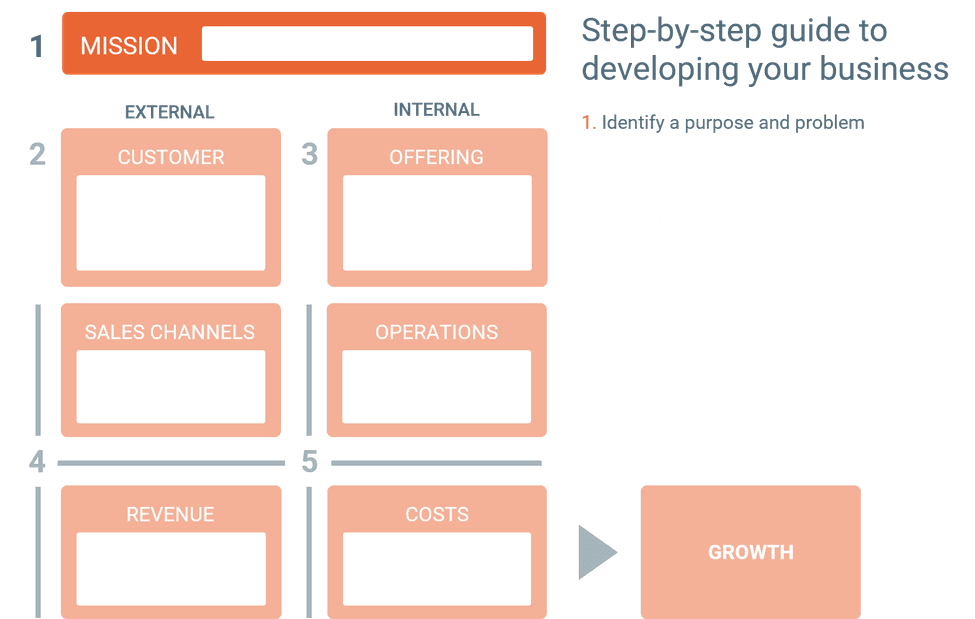 1
MISSION
Step-by-step guide to
developing your business
1. Identify a purpose and problem
EXTERNAL
INTERNAL
2
CUSTOMER
3
OFFERING
SALES CHANNELS
OPERATIONS
4
5
REVENUE
COSTS
GROWTH